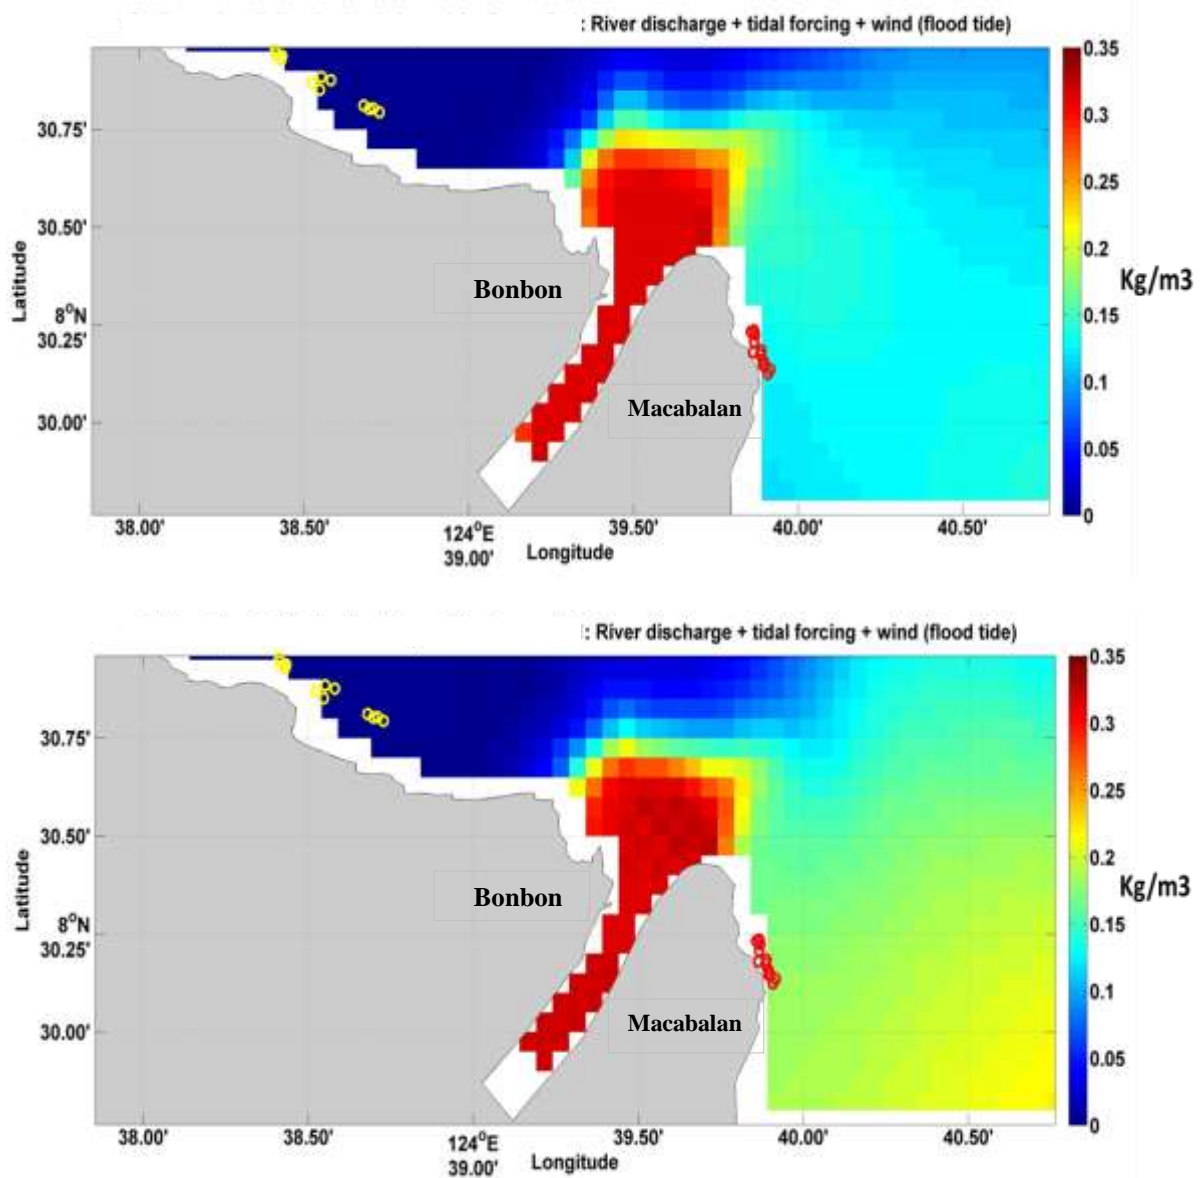 : River discharge + tidal forcing + wind (flood tide)
0.35
0.3
0.25
0.2
0.15
0.1
0.05
0
Kg/m3
30.75'
30.50'
8°N
30.25'
30.00'
Latitude
Bonbon
Macabalan
38.00'
38.50'
124°E
39.00'
39.50'
40.00'
40.50'
Longitude
: River discharge + tidal forcing + wind (flood tide)
0.35
0.3
0.25
0.2
0.15
0.1
0.05
0
Kg/m3
30.75'
30.50'
8°N
30.25'
30.00'
Latitude
Bonbon
Macabalan
38.00'
38.50'
124°E
39.00'
39.50'
40.00'
40.50'
Longitude